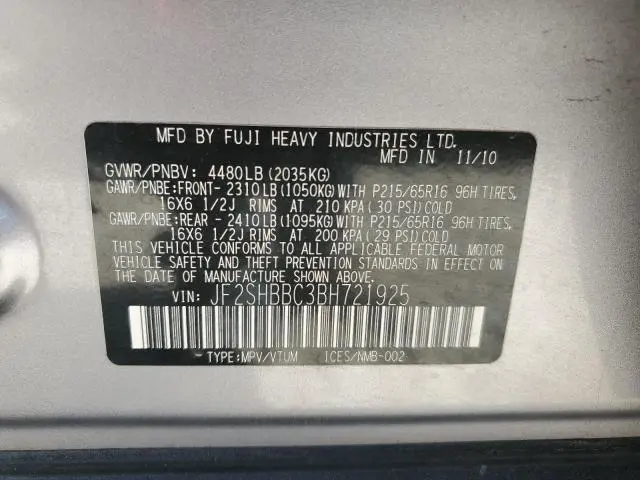 MFD BY FUJI HEAVY INDUSTRIES LTD.
MFD IN 11/10
GVWR/PNBV: 4480LB (2035KG)
GAWR/PNBE:FRONT- 2310LB(1050KG)WITH P215/65R16 96H TIRES,
16X6 1/2J RIMS AT 210 KPA(30 PSI)COLD
GAWR/PNBE:REAR - 2410LB(1095KG)WITH P215/65R16 96H TIRES,
16X6 1/2J RIMS AT 200 KPA(29 PSI)COLD
THIS VEHICLE CONFORMS TO ALL APPLICABLE FEDERAL MOTOR
VEHICLE SAFETY AND THEFT PREVENTION STANDARDS IN EFFECT ON
THE DATE OF MANUFACTURE SHOWN ABOVE.
VIN: JF2SHBBC3BH721925
TYPE:MPV/VTUM ICES/NMB-002